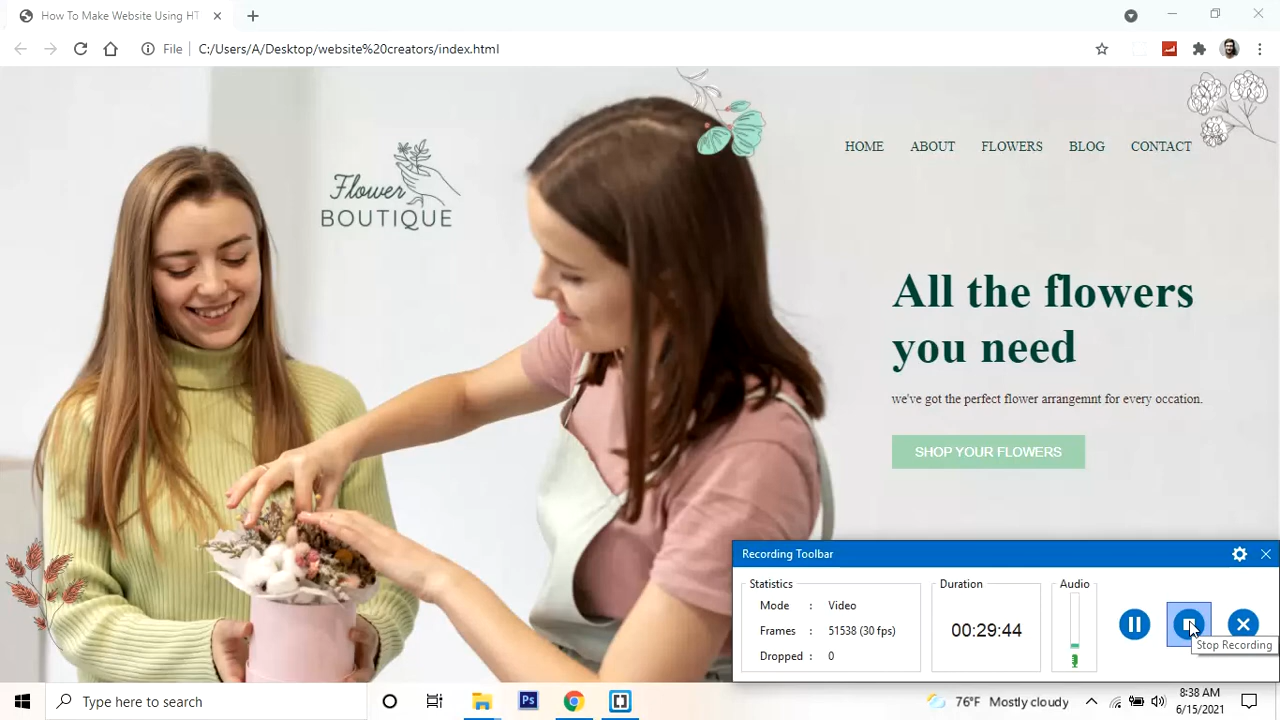 How To Make Website Using HT
File
C:/Users/A/Desktop/website%20creators/index.html
Flower
BOUTIQUE
HOME ABOUT FLOWERS BLOG CONTACT
All the flowers
you need
we've got the perfect flower arrangemnt for every occation.
SHOP YOUR FLOWERS
Recording Toolbar
Statistics
Mode : Video
Frames : 51538 (30 fps)
Dropped : 0
Duration
00:29:44
Audio
Stop Recording
Type here to search
Ps
76°F Mostly cloudy
8:38 AM
6/15/2021